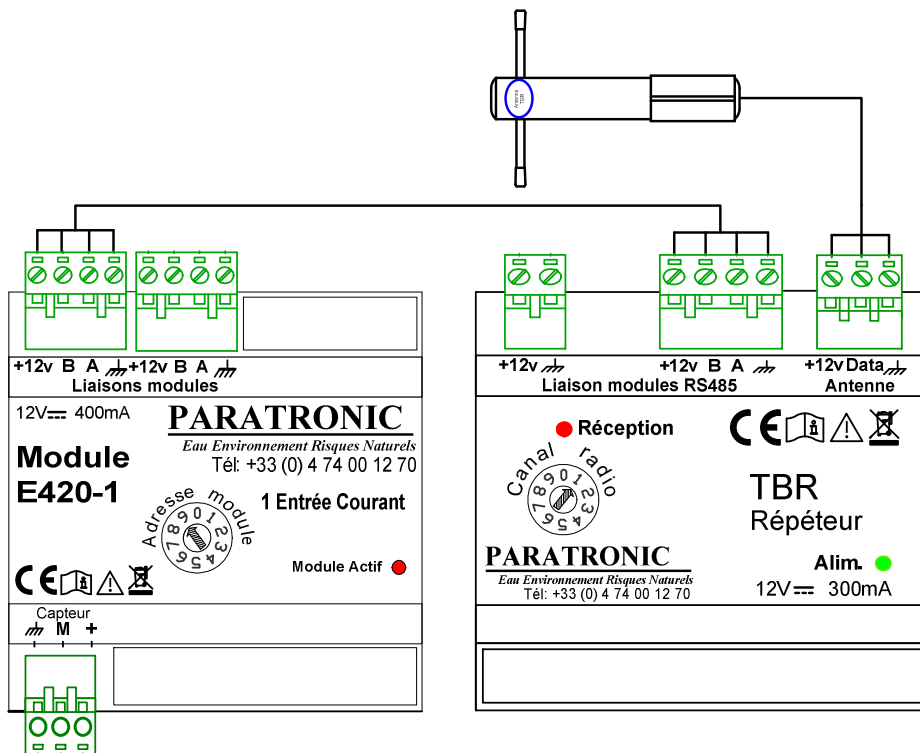 Antenne
TBR
+12v B A +12v B A
Liaisons modules
12V 400mA
PARATRONIC
Eau Environnement Risques Naturels
Tél: +33 (0) 4 74 00 12 70
Module
E420-1
1 Entrée Courant
Adresse module
0 1 2 3 4 5 6 7 8 9
Module Actif
CE
Capteur
M +
+12v +12v B A +12v Data
Liaison modules RS485 Antenne
Réception
CE
Canal radio
0 1 2 3 4 5 6 7 8 9
TBR
Répéteur
PARATRONIC
Eau Environnement Risques Naturels
Tél: +33 (0) 4 74 00 12 70
Alim.
12V 300mA